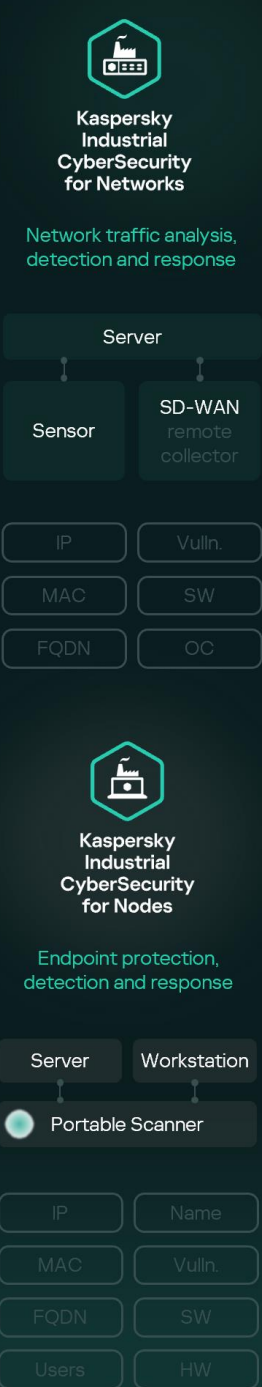 Kaspersky
Industrial
CyberSecurity
for Networks
Network traffic analysis,
detection and response
Server
Sensor
SD-WAN
remote
collector
IP
Vulln.
MAC
SW
FQDN
OC
Kaspersky
Industrial
CyberSecurity
for Nodes
Endpoint protection,
detection and response
Server
Workstation
Portable Scanner
IP
Name
MAC
Vulln.
FQDN
SW
Users
HW